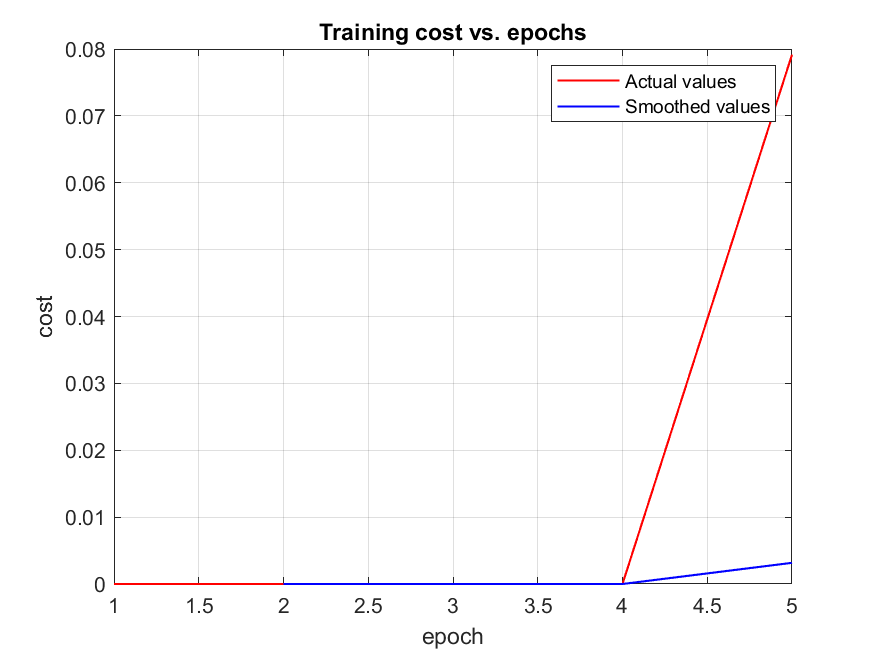 Training cost vs. epochs
Actual values
Smoothed values
0.08
0.07
0.06
0.05
0.04
0.03
0.02
0.01
0
cost
1 1.5 2 2.5 3 3.5 4 4.5 5
epoch